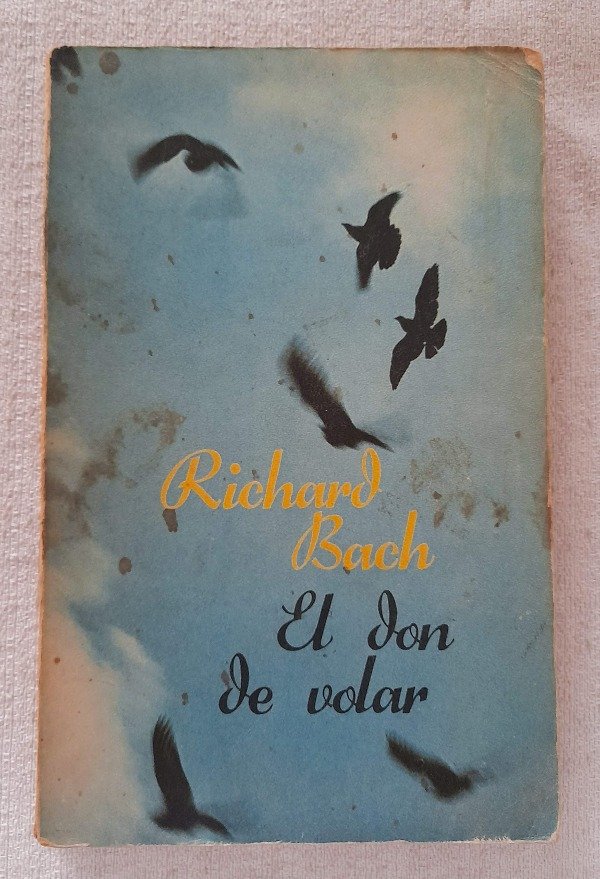 Richard
Bach
El don
de volar